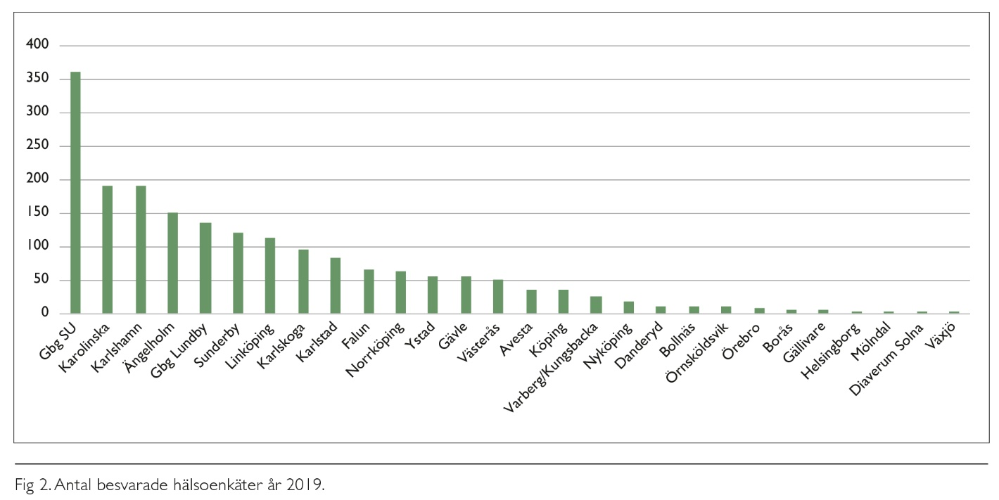 400
350
300
250
200
150
100
50
0
Gbg SU
Karolinska
Karlshamn
Ängelholm
Gbg Lundby
Sunderby
Linköping
Karlskoga
Karlstad
Falun
Norrköping
Ystad
Gävle
Västerås
Avesta
Köping
Varberg/Kungsbacka
Nyköping
Danderyd
Bollnäs
Örnsköldsvik
Örebro
Borås
Gällivare
Helsingborg
Mölndal
Diaverum Solna
Växjö
Fig 2. Antal besvarade hälsoenkäter år 2019.